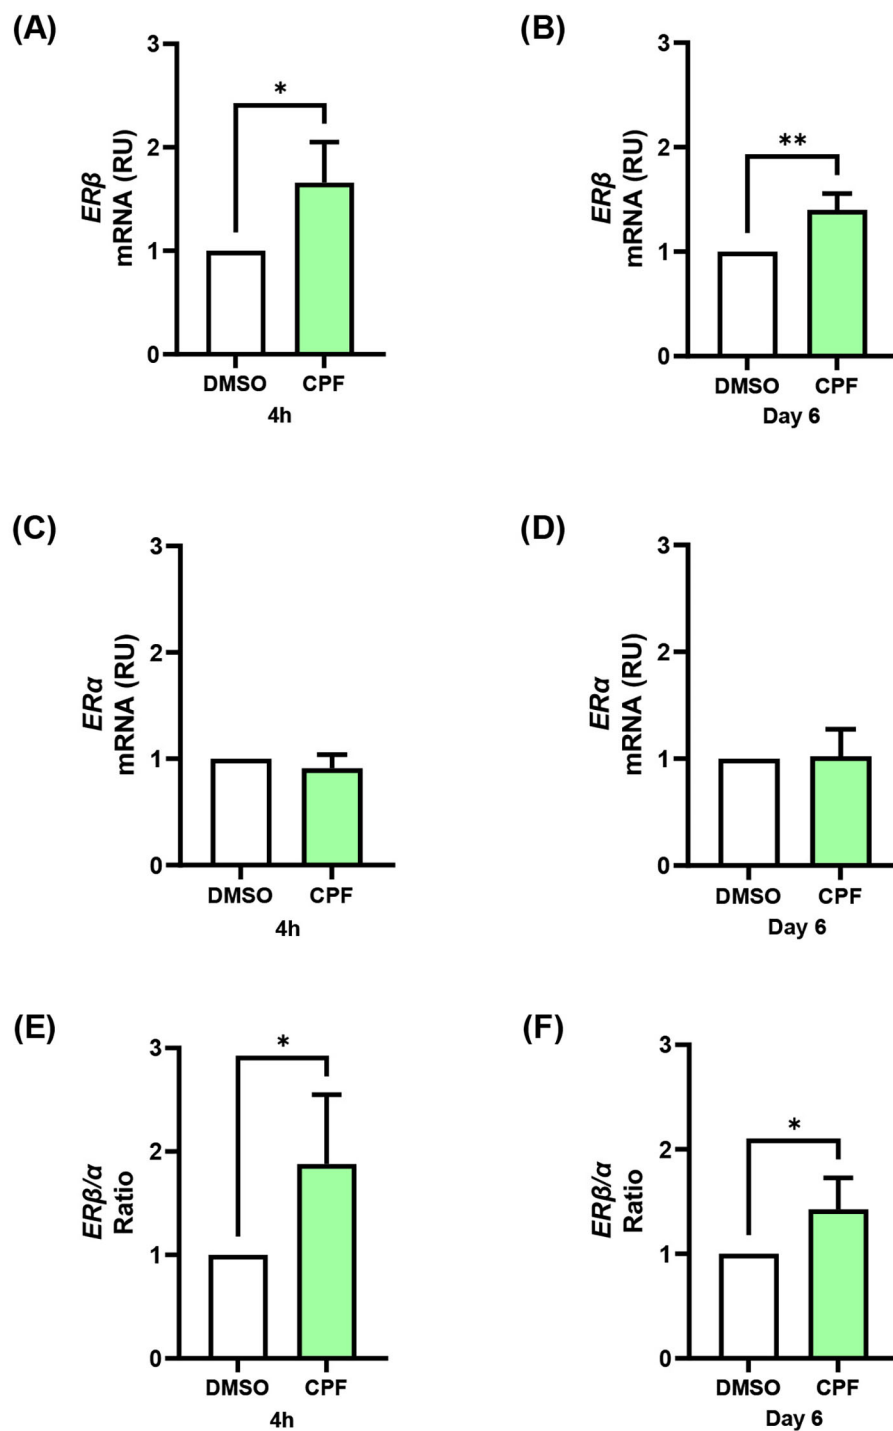 (A)
3
2
1
0
ERβ
mRNA (RU)
*
DMSO CPF
4h
(B)
3
2
1
0
ERβ
mRNA (RU)
**
DMSO CPF
Day 6
(C)
3
2
1
0
ERα
mRNA (RU)
DMSO CPF
4h
(D)
3
2
1
0
ERα
mRNA (RU)
DMSO CPF
Day 6
(E)
3
2
1
0
ERβ/α
Ratio
*
DMSO CPF
4h
(F)
3
2
1
0
ERβ/α
Ratio
*
DMSO CPF
Day 6